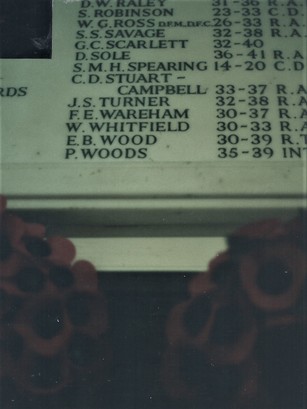 D.W. RALEY 31-36 R.A.
S. ROBINSON 23-33 C.D.
W.G. ROSS D.F.M., D.F.C. 26-33 R.A.
S.S. SAVAGE 32-38 R.A.
G.C. SCARLETT 32-40
D. SOLE 36-41 R.A.
S.M.H. SPEARING 14-20 C.D.
C.D. STUART -
RDS CAMPBELL 33-37 R.A.
J.S. TURNER 32-38 R.A.
F.E. WAREHAM 30-37 R.A.
W. WHITFIELD 30-33 R.A.
E.B. WOOD 30-39 R.T
P. WOODS 35-39 INT